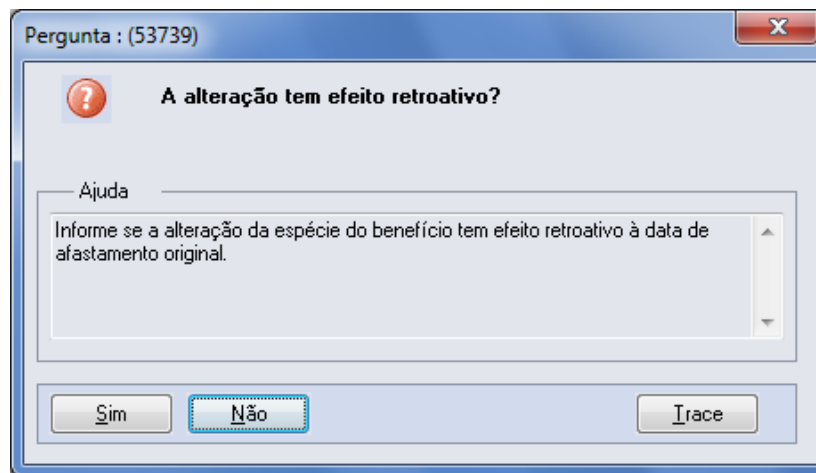 Pergunta : (53739)
A alteração tem efeito retroativo?
Ajuda
Informe se a alteração da espécie do benefício tem efeito retroativo à data de
afastamento original.
Sim Não Trace